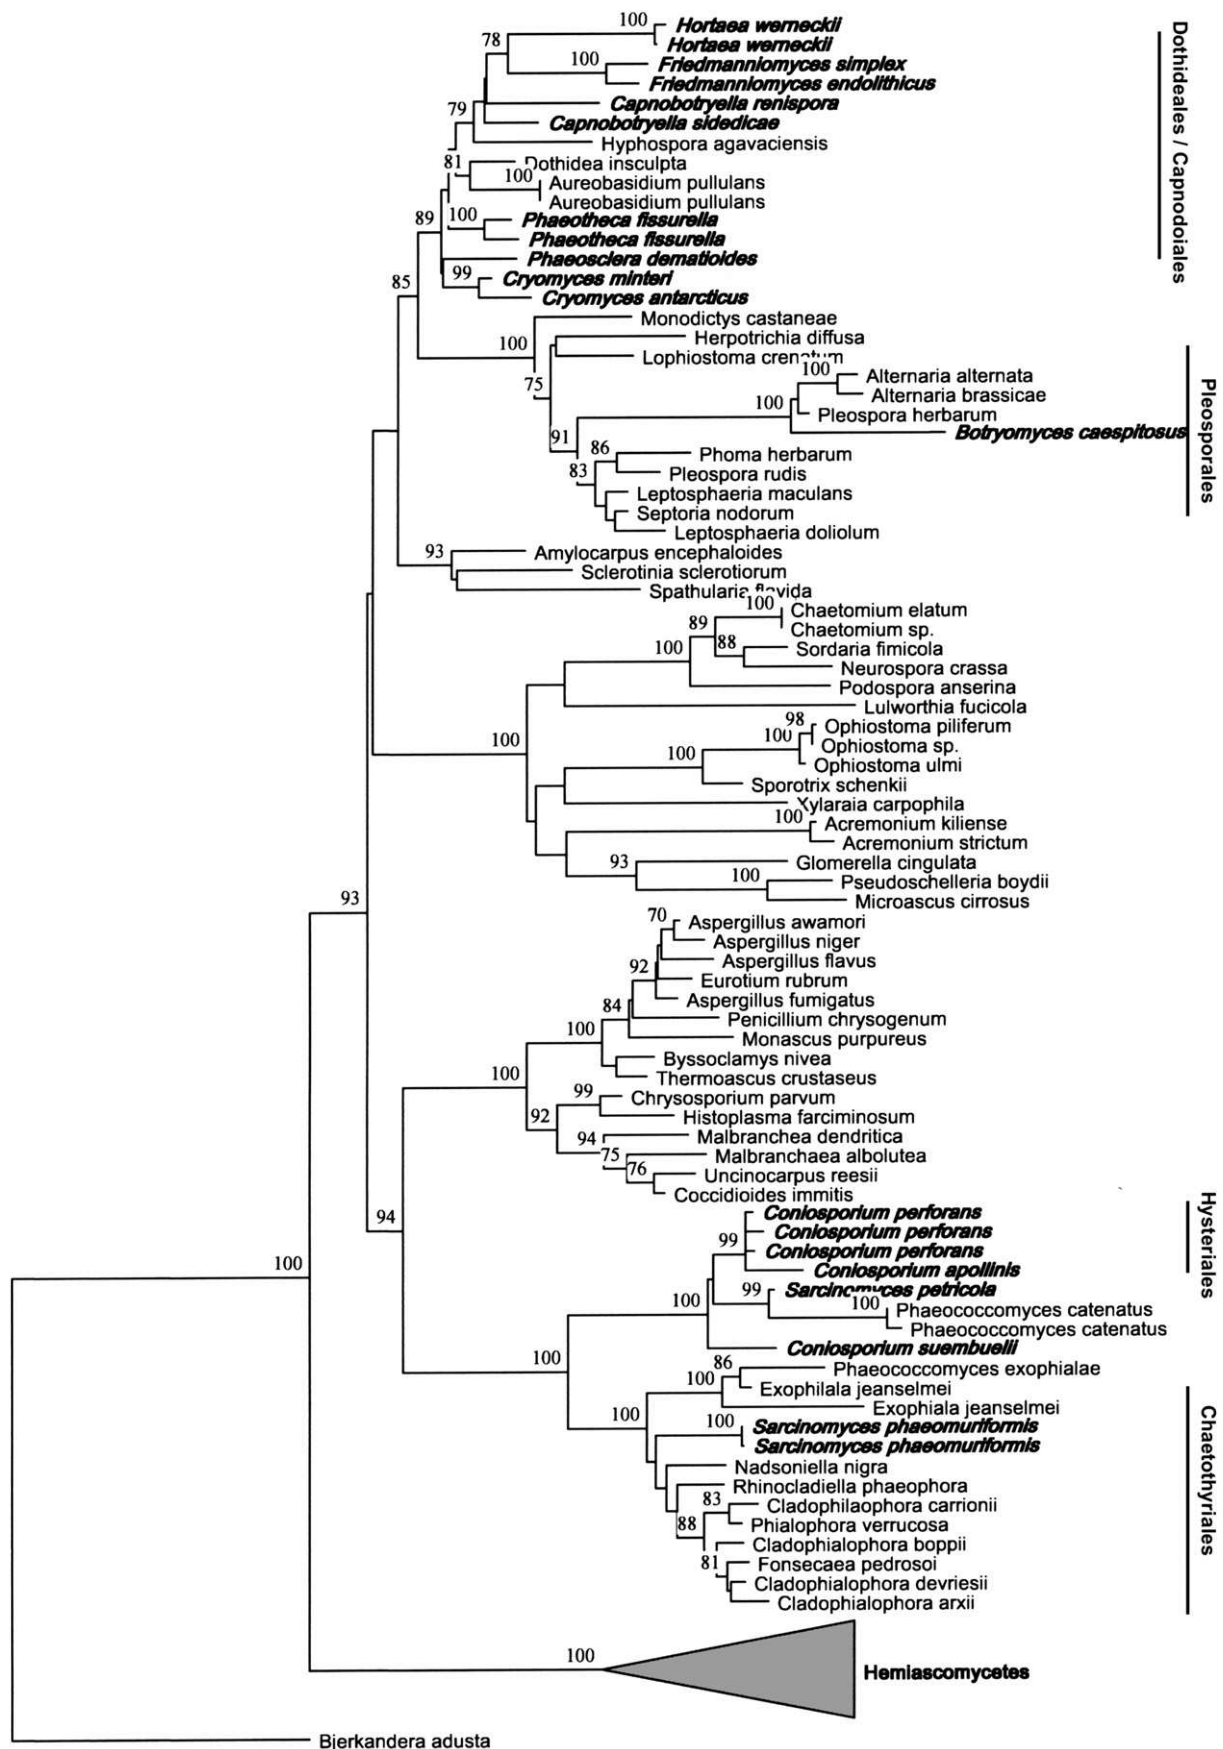 100 Hortaea werneckii
78 Hortaea werneckii
100 Friedmanniomyces simplex
Friedmanniomyces endolithicus
79 Capnobotryella renispora
Capnobotryella sidedicae
Hyphospora agavaciensis
81 Dothidea insculpta
100 Aureobasidium pullulans
Aureobasidium pullulans
89 100 Phaeotheca fissurella
Phaeotheca fissurella
Phaeosclera dematioides
85 99 Cryomyces minteri
Cryomyces antarcticus
Dothideales / Capnodoiales
Monodictys castaneae
Herpotrichia diffusa
100 Lophiostoma crenatum
75 100 Alternaria alternata
Alternaria brassicae
100 Pleospora herbarum
Botryomyces caespitosus
91 86 Phoma herbarum
83 Pleospora rudis
Leptosphaeria maculans
Septoria nodorum
Leptosphaeria doliolum
Pleosporales
93 Amylocarpus encephaloides
Sclerotinia sclerotiorum
Spathularia flavida
100 Chaetomium elatum
89 Chaetomium sp.
88 Sordaria fimicola
100 Neurospora crassa
Podospora anserina
Lulworthia fucicola
98 Ophiostoma piliferum
100 Ophiostoma sp.
100 100 Ophiostoma ulmi
Sporotrix schenkii
Xylaraia carpophila
100 Acremonium kiliense
Acremonium strictum
93 Glomerella cingulata
100 Pseudoschelleria boydii
93 Microascus cirrosus
70 Aspergillus awamori
Aspergillus niger
92 Aspergillus flavus
Eurotium rubrum
Aspergillus fumigatus
84 Penicillium chrysogenum
100 Monascus purpureus
Byssoclamys nivea
100 Thermoascus crustaseus
99 Chrysosporium parvum
92 Histoplasma farciminosum
94 Malbranchea dendritica
75 Malbranchaea albolutea
76 Uncinocarpus reesii
Coccidioides immitis
94 Coniosporium perforans
99 Coniosporium perforans
Coniosporium perforans
100 Coniosporium apollinis
99 Sarcinomyces petricola
100 100 Phaeococcomyces catenatus
Phaeococcomyces catenatus
Coniosporium suembuelii
Hysteriales
100 86 Phaeococcomyces exophialae
100 Exophilala jeanselmei
Exophiala jeanselmei
100 100 Sarcinomyces phaeomuriformis
Sarcinomyces phaeomuriformis
Nadsoniella nigra
Rhinocladiella phaeophora
83 Cladophilaophora carrionii
88 Phialophora verrucosa
Cladophialophora boppii
81 Fonsecaea pedrosoi
Cladophialophora devriesii
Cladophialophora arxii
Chaetothyriales
100 Hemiascomycetes
Bjerkandera adusta